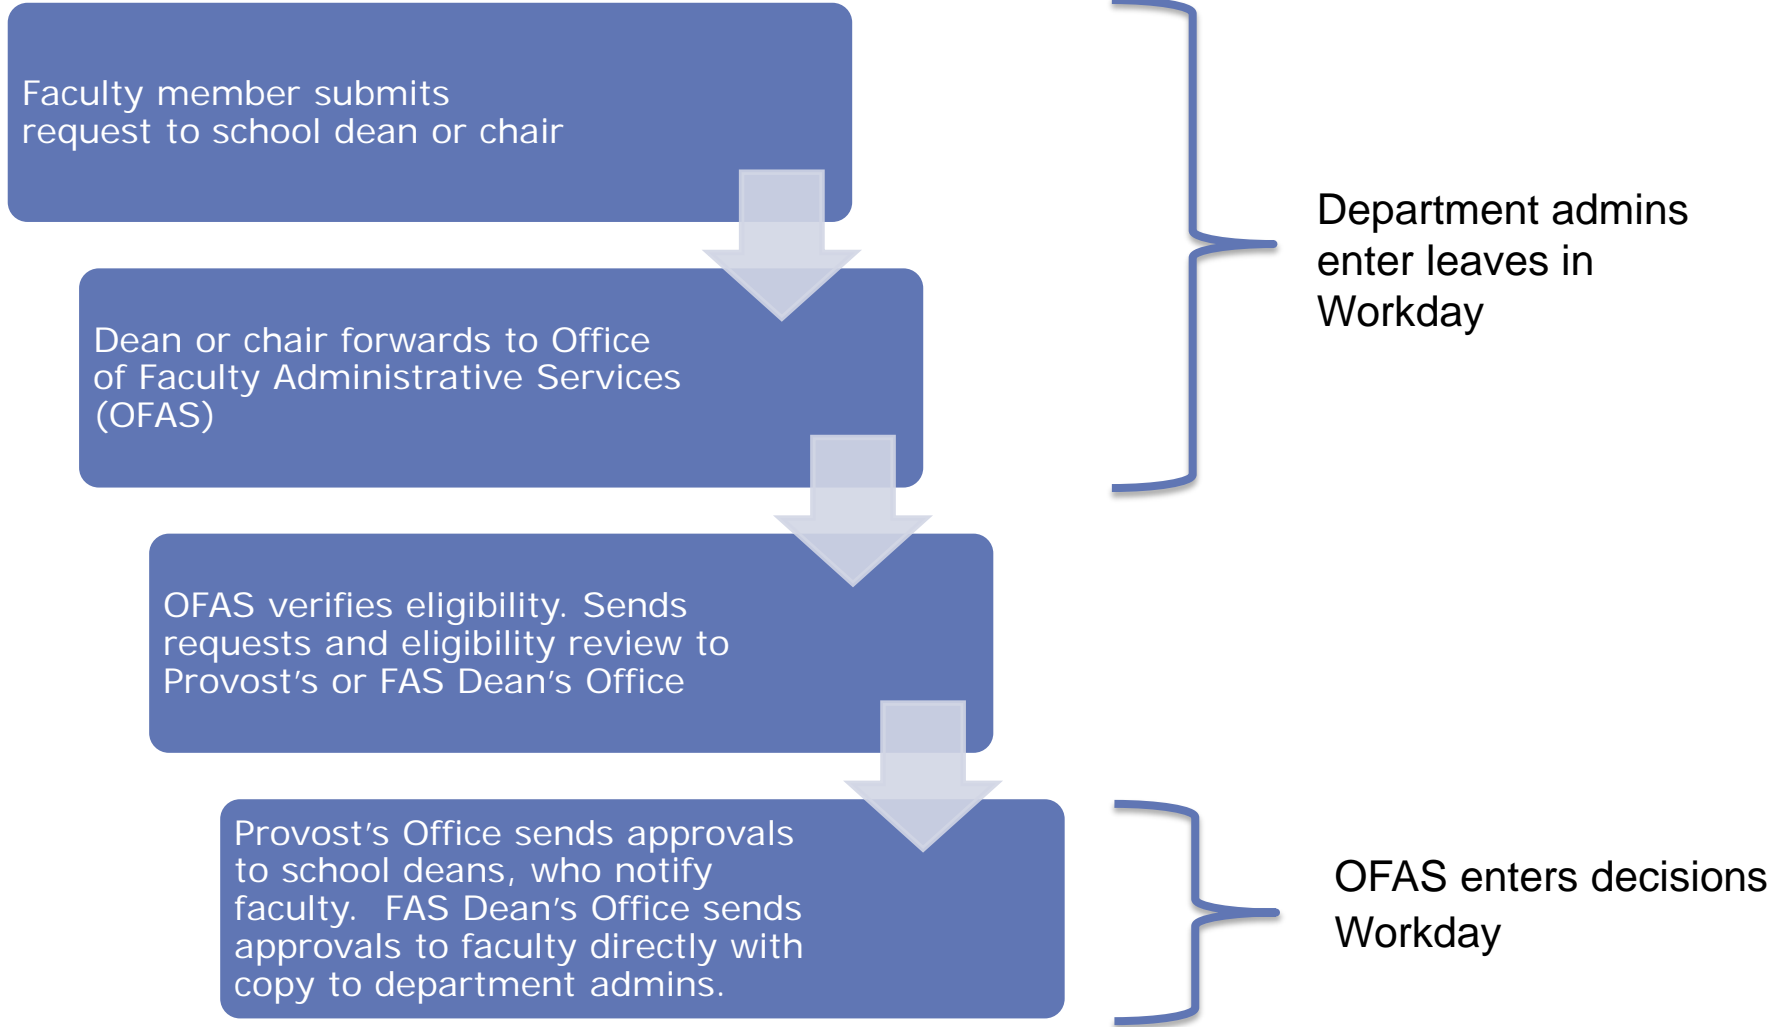 Faculty member submits
request to school dean or chair
Department admins
enter leaves in
Workday
Dean or chair forwards to Office
of Faculty Administrative Services
(OFAS)
OFAS verifies eligibility. Sends
requests and eligibility review to
Provost's or FAS Dean's Office
Provost's Office sends approvals
to school deans, who notify
faculty.  FAS Dean's Office sends
approvals to faculty directly with
copy to department admins.
OFAS enters decisions
Workday